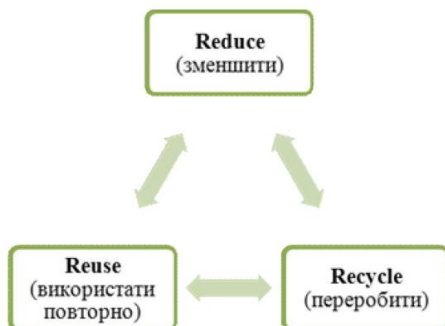 Reduce
(зменшити)
Reuse
(використати
повторно)
Recycle
(переробити)